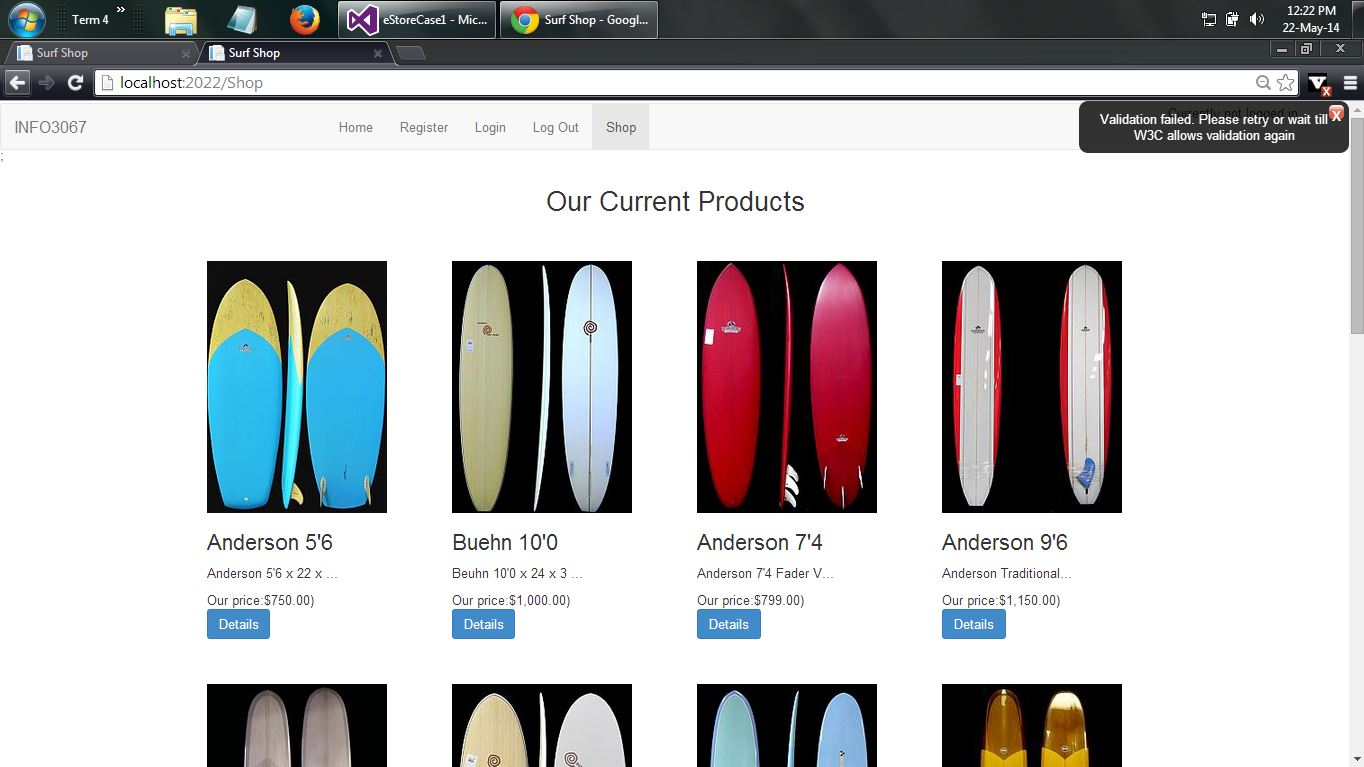 Term 4 »
eStoreCase1 - Mic...
Surf Shop - Googl...
12:22 PM
22-May-14
Surf Shop
Surf Shop
localhost:2022/Shop
INFO3067
Home
Register
Login
Log Out
Shop
Currently not logged in
Validation failed. Please retry or wait till
W3C allows validation again
X
;
Our Current Products
Anderson 5'6
Anderson 5'6 x 22 x ...
Our price:$750.00)
Details
Buehn 10'0
Beuhn 10'0 x 24 x 3 ...
Our price:$1,000.00)
Details
Anderson 7'4
Anderson 7'4 Fader V...
Our price:$799.00)
Details
Anderson 9'6
Anderson Traditional...
Our price:$1,150.00)
Details